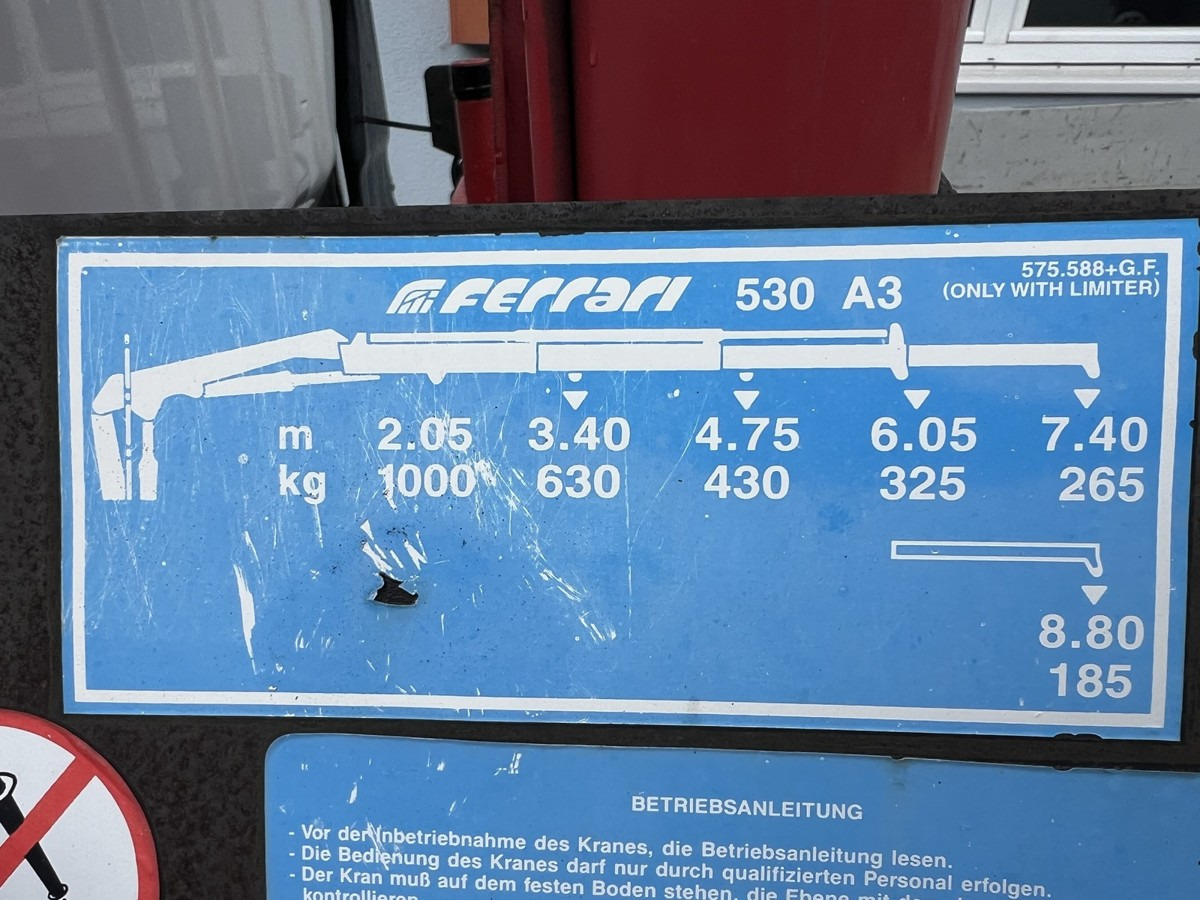 Ferrari 530 A3
575.588+G.F.
(ONLY WITH LIMITER)
m 2.05 3.40 4.75 6.05 7.40
kg 1000 630 430 325 265
8.80
185
BETRIEBSANLEITUNG
- Vor der Inbetriebnahme des Kranes, die Betriebsanleitung lesen.
- Die Bedienung des Kranes darf nur durch qualifizierten Personal erfolgen.
- Der Kran muß auf dem festen Boden stehen, die Ebene mit
kontrollieren